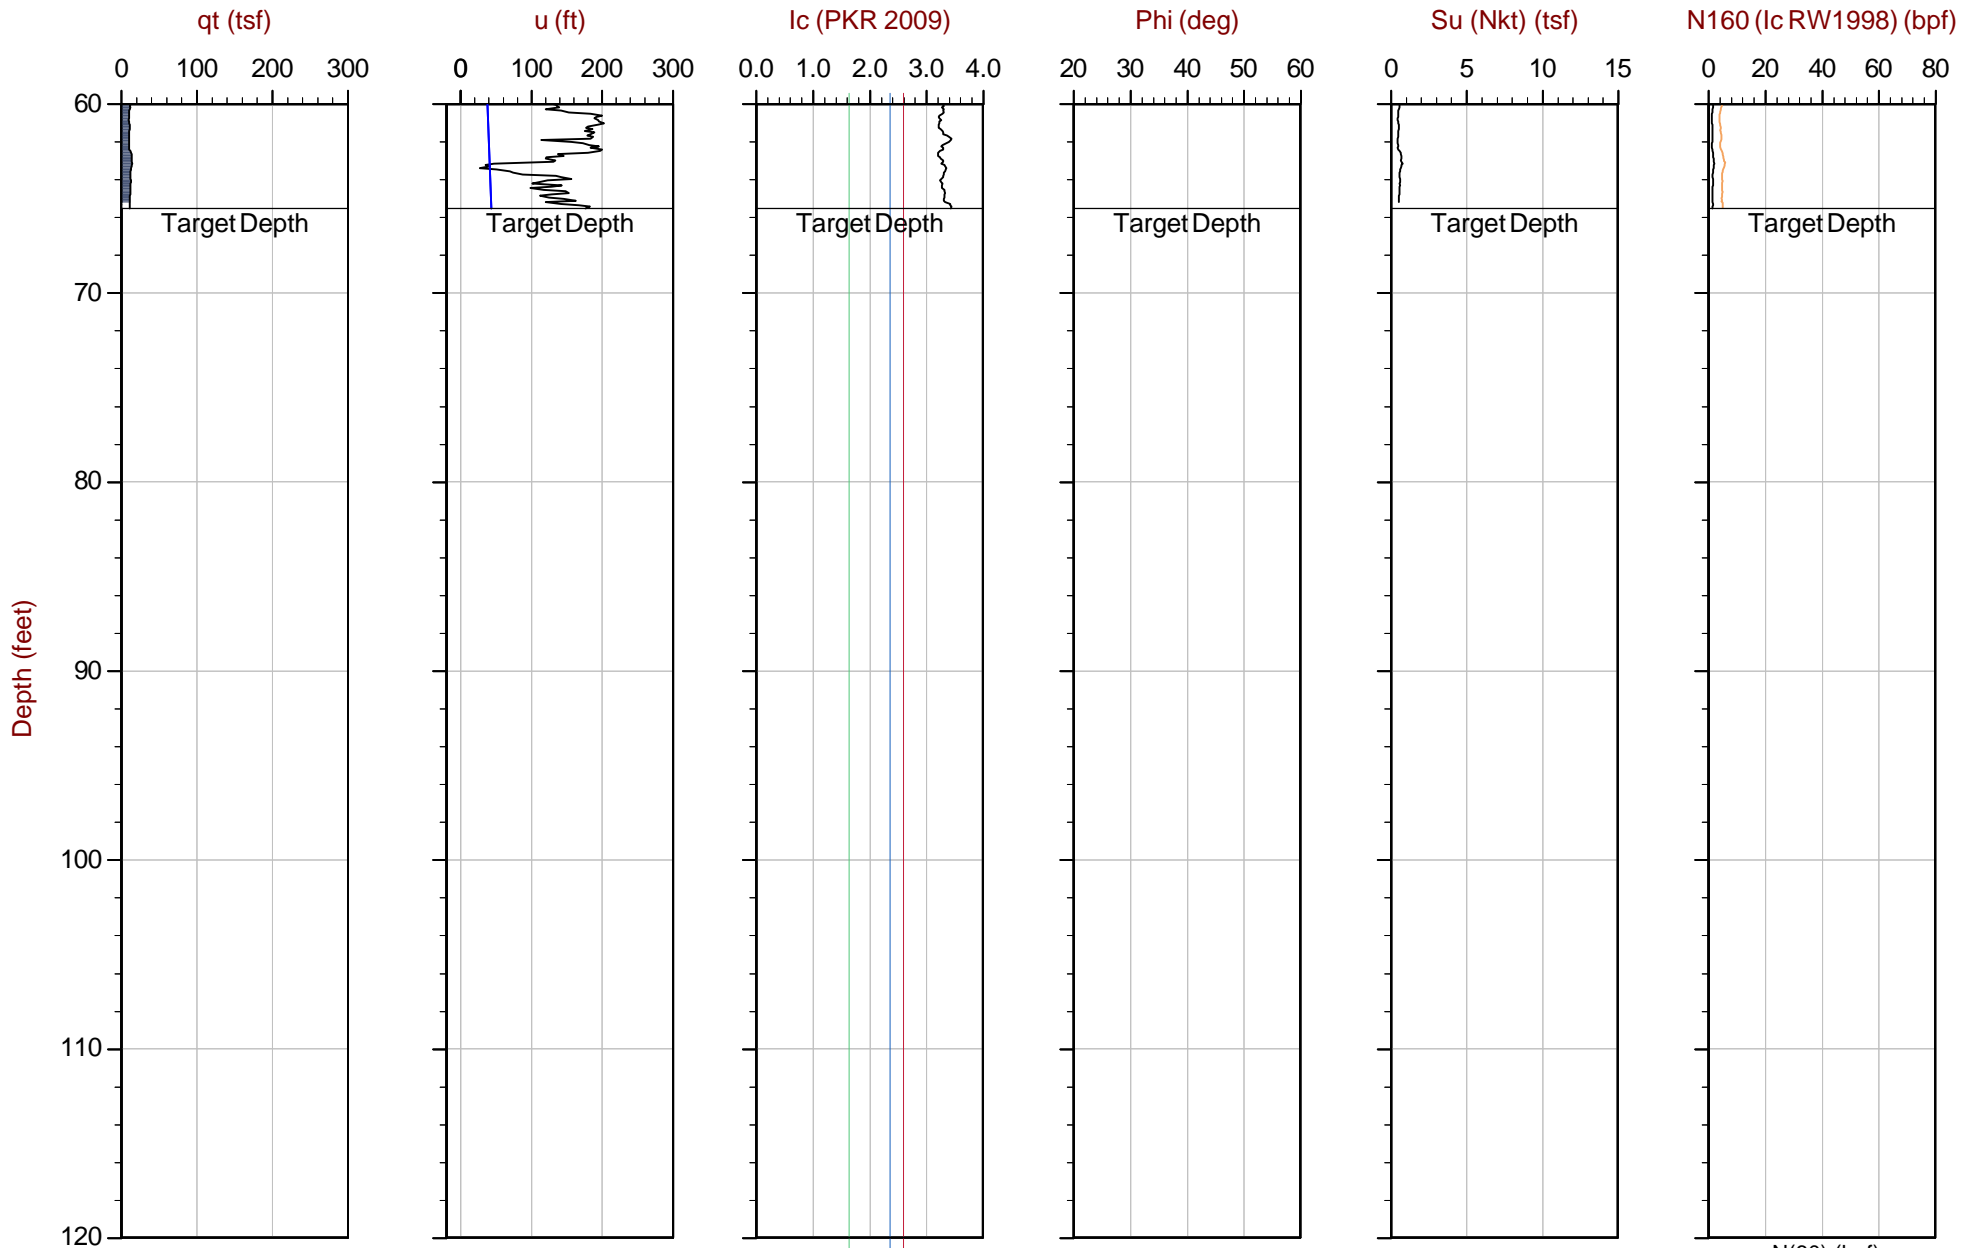 qt (tsf) u (ft) Ic (PKR 2009) Phi (deg) Su (Nkt) (tsf) N160 (Ic RW1998) (bpf)
0 100 200 300 0 100 200 300 0.0 1.0 2.0 3.0 4.0 20 30 40 50 60 0 5 10 15 0 20 40 60 80
60
Target Depth Target Depth Target Depth Target Depth Target Depth Target Depth
70
80
90
Depth (feet)
100
110
120